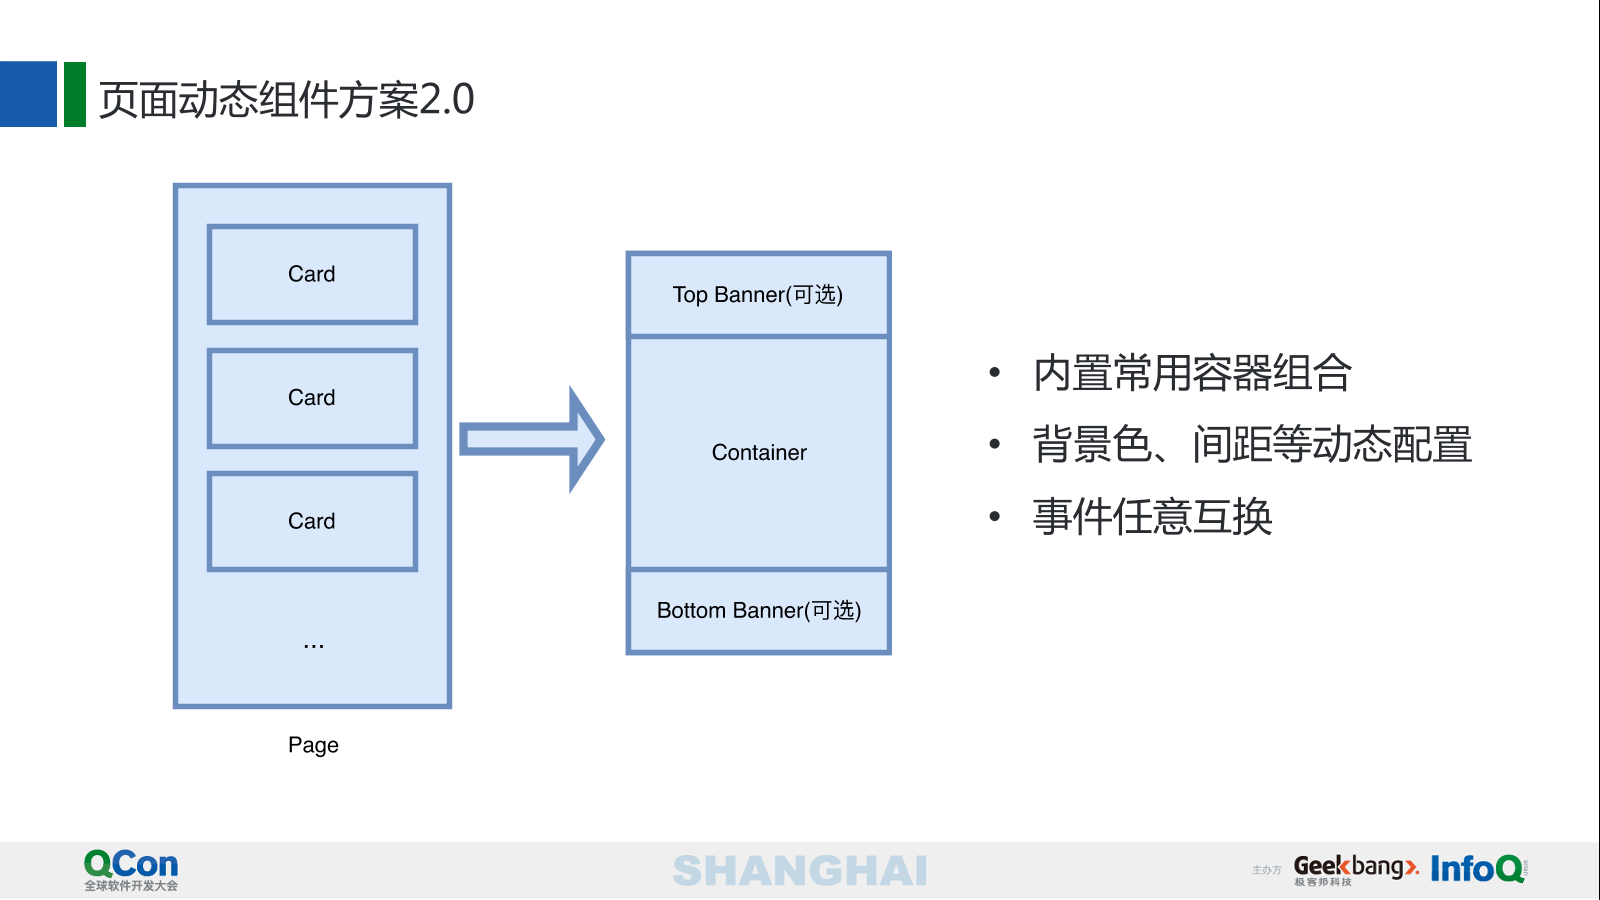 页面动态组件方案2.0
Card
Card
Card
...
Page
Top Banner(可选)
Container
Bottom Banner(可选)
• 内置常用容器组合
• 背景色、间距等动态配置
• 事件任意互换
QCon
全球软件开发大会
SHANGHAI
主办方
Geekbang
极客邦科技
InfoQ